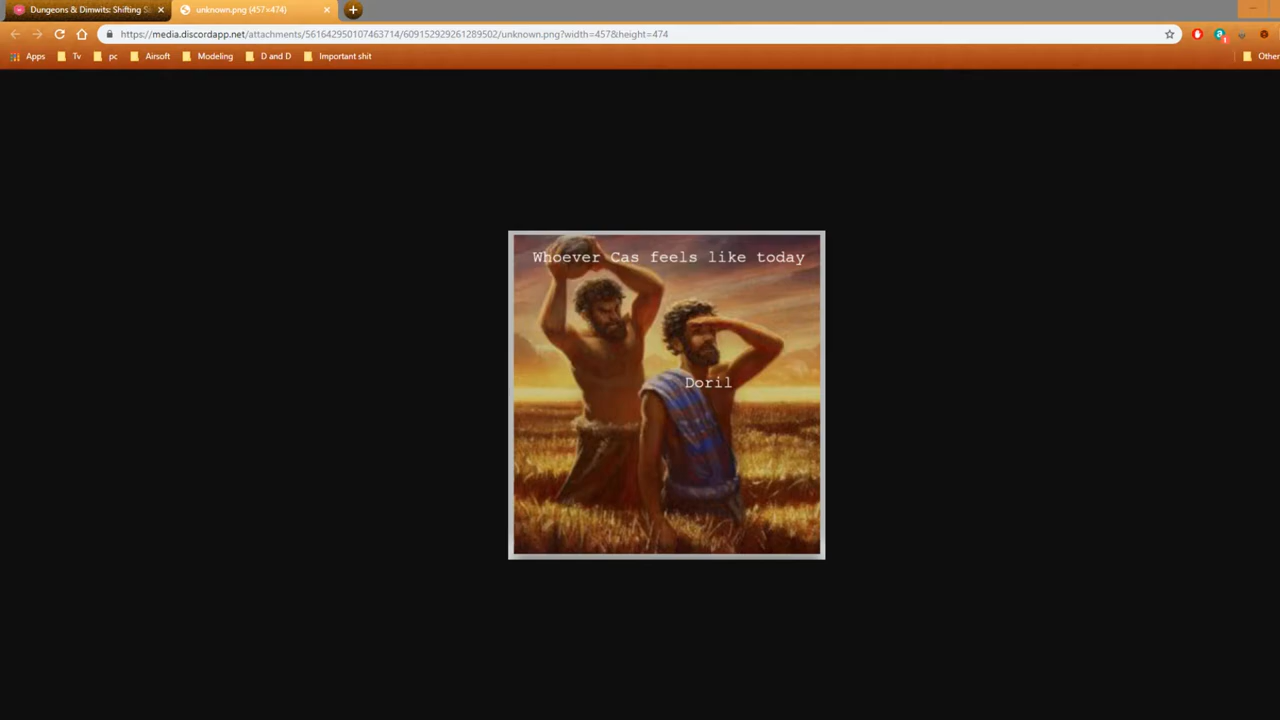 Dungeons & Dimwits: Shifting S
unknown.png (457×474)
https://media.discordapp.net/attachments/561642950107463714/609152929261289502/unknown.png?width=457&height=474
Apps Tv pc Airsoft Modeling D and D Important shit Other
Whoever Cas feels like today
Doril